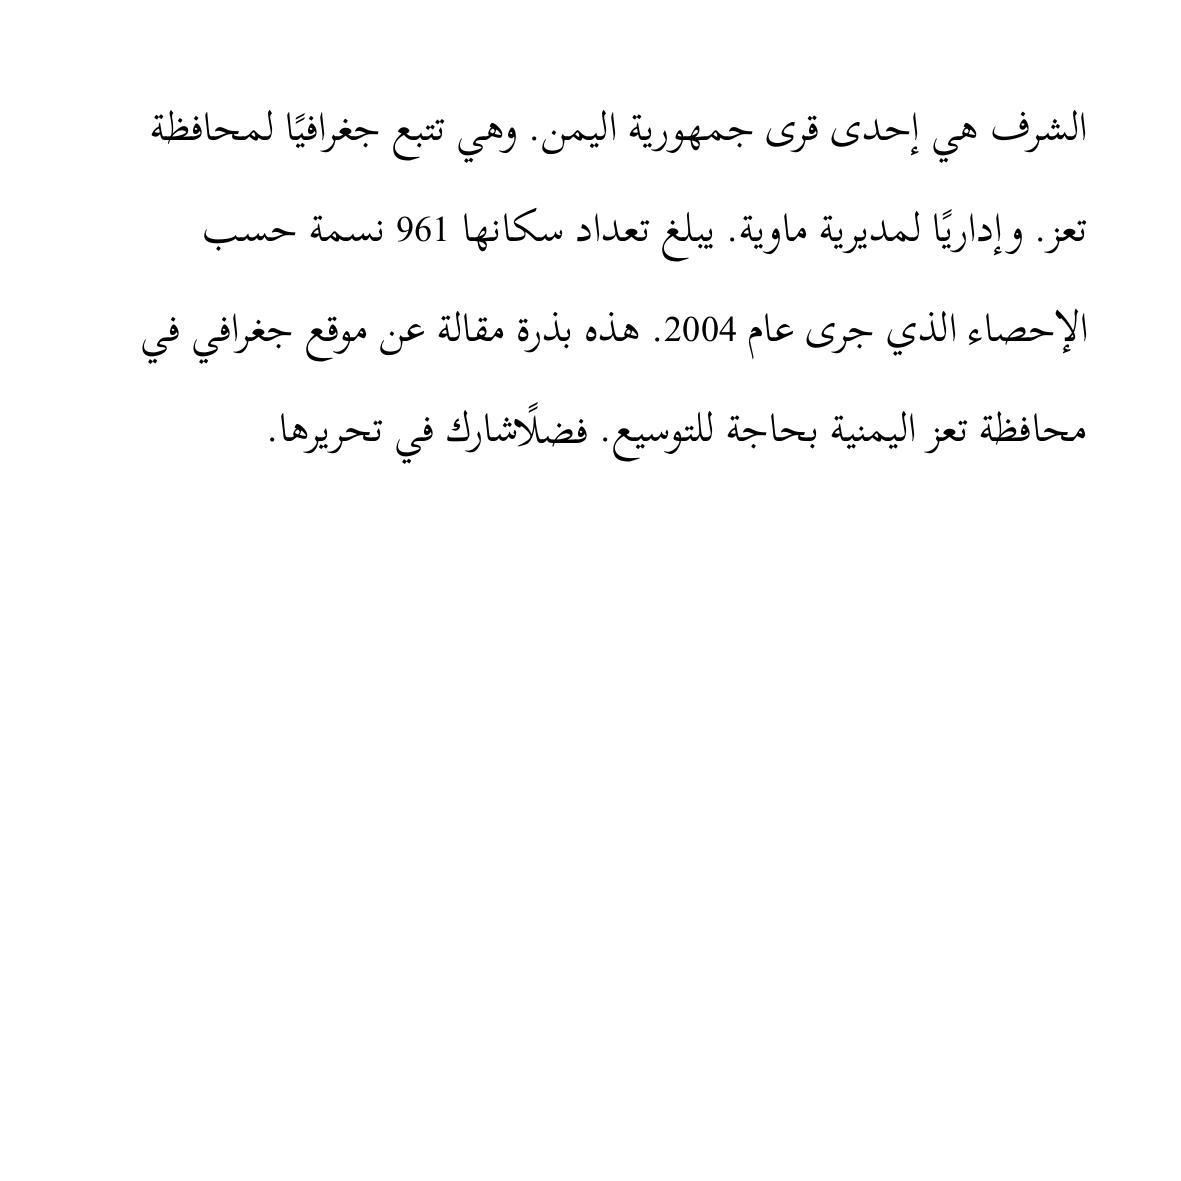 الشرف هي إحدى قرى جمهورية اليمن. وهي تتبع جغرافيًا لمحافظة
تعز. وإداريًا لمديرية ماوية. يبلغ تعداد سكانها 961 نسمة حسب
الإحصاء الذي جرى عام 2004. هذه بذرة مقالة عن موقع جغرافي في
محافظة تعز اليمنية بحاجة للتوسيع. فضلًاشارك في تحريرها.